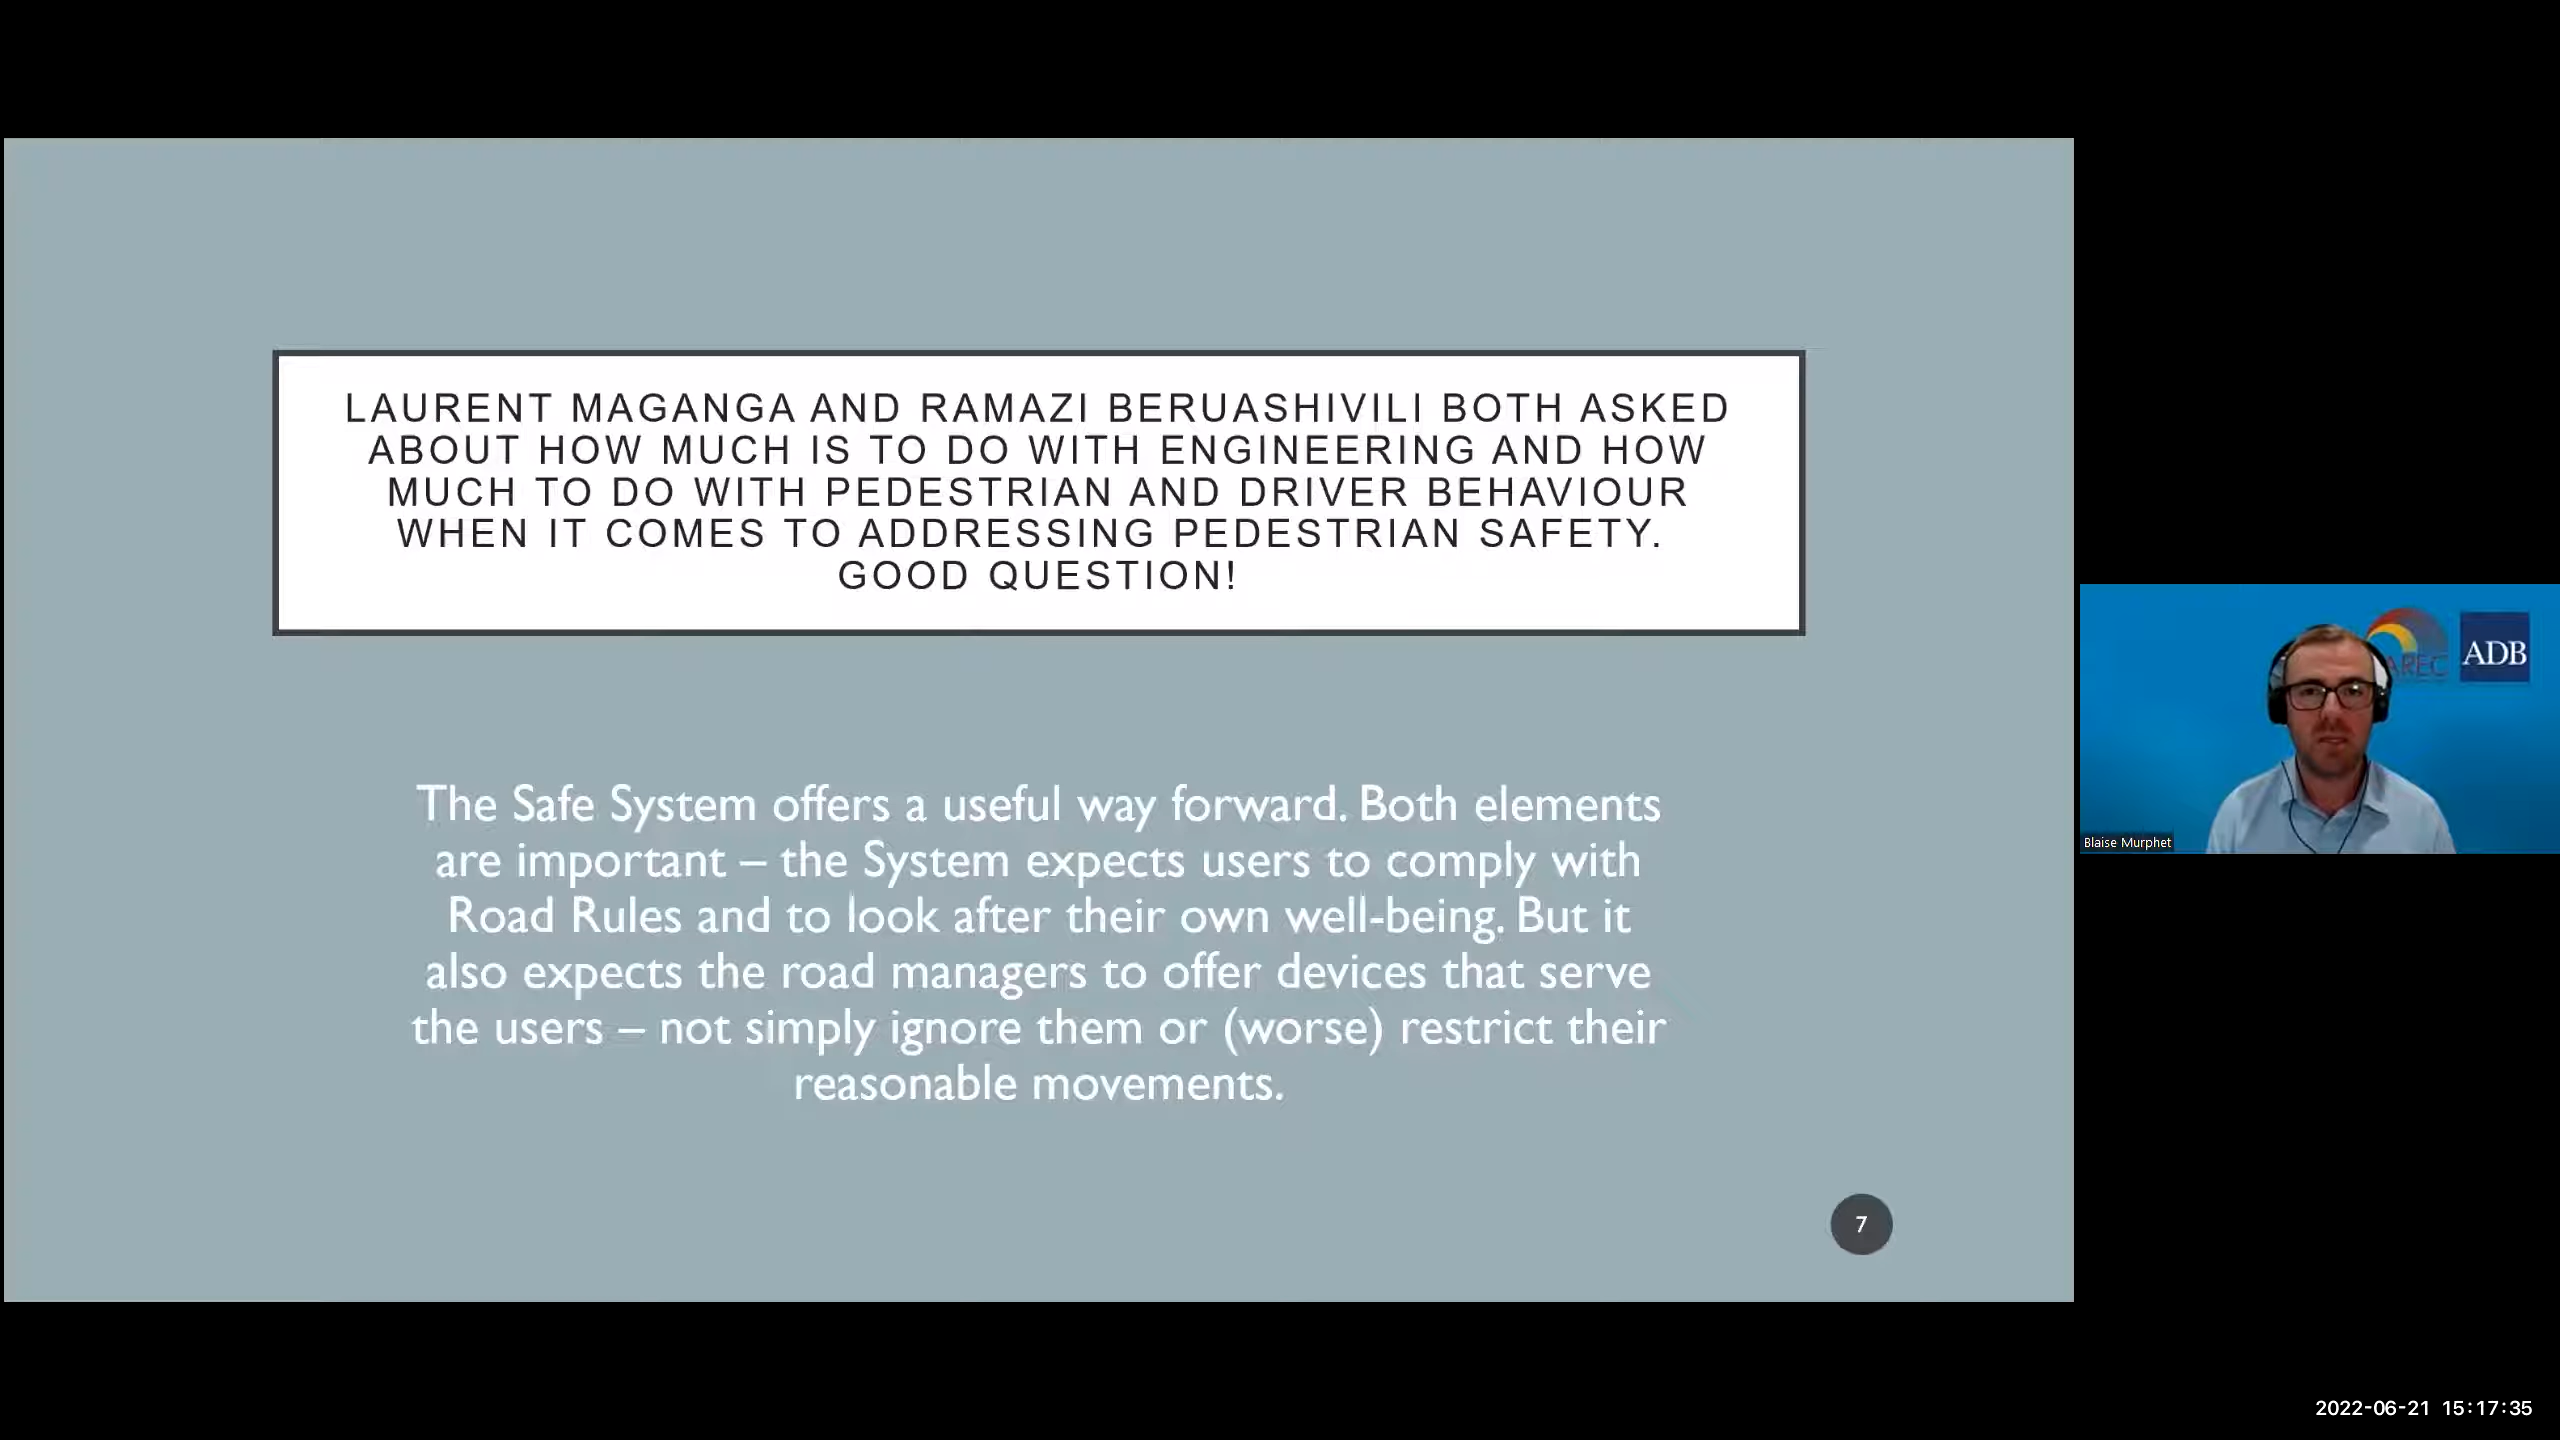 LAURENT MAGANGA AND RAMAZI BERUASHIVILI BOTH ASKED
ABOUT HOW MUCH IS TO DO WITH ENGINEERING AND HOW
MUCH TO DO WITH PEDESTRIAN AND DRIVER BEHAVIOUR
WHEN IT COMES TO ADDRESSING PEDESTRIAN SAFETY.
GOOD QUESTION!
The Safe System offers a useful way forward. Both elements
are important – the System expects users to comply with
Road Rules and to look after their own well-being. But it
also expects the road managers to offer devices that serve
the users – not simply ignore them or (worse) restrict their
reasonable movements.
7
ADB
Blaise Murphet
2022-06-21 15:17:35